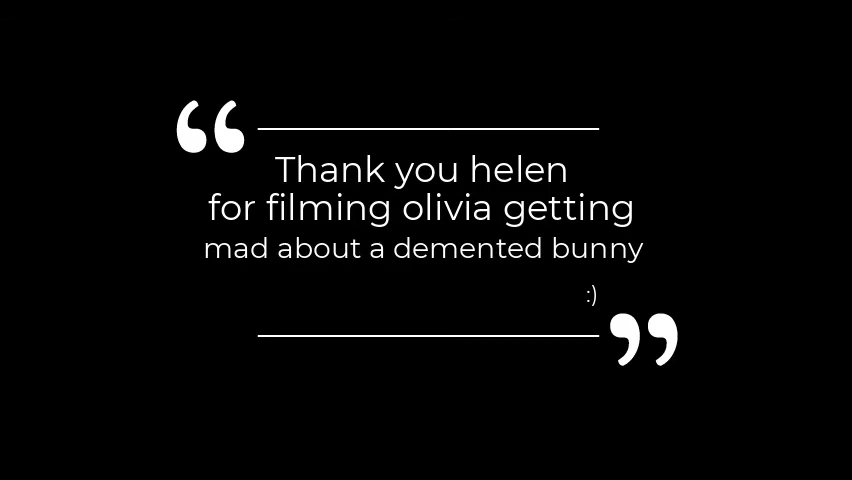 “
Thank you helen
for filming olivia getting
mad about a demented bunny
:)
”